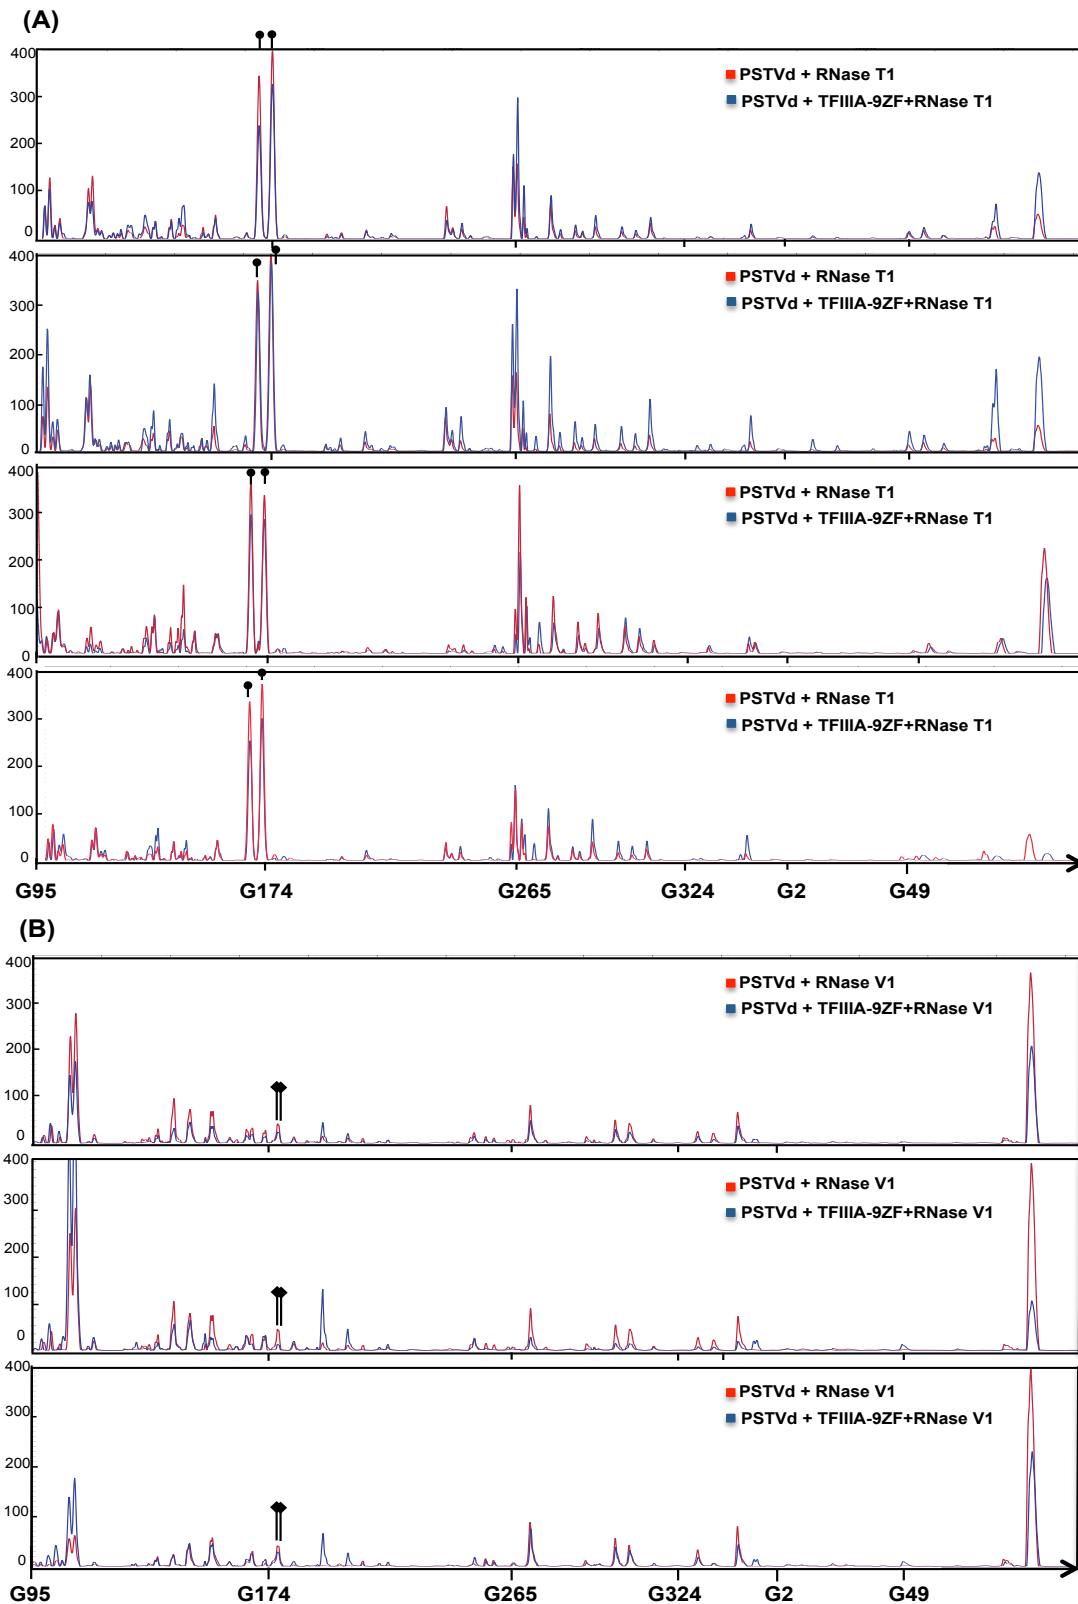 (A)
400
300
200
100
0
PSTVd + RNase T1
PSTVd + TFIIIA-9ZF+RNase T1
400
300
200
100
0
PSTVd + RNase T1
PSTVd + TFIIIA-9ZF+RNase T1
400
300
200
100
0
PSTVd + RNase T1
PSTVd + TFIIIA-9ZF+RNase T1
400
300
200
100
0
PSTVd + RNase T1
PSTVd + TFIIIA-9ZF+RNase T1
G95 G174 G265 G324 G2 G49
(B)
400
300
200
100
0
PSTVd + RNase V1
PSTVd + TFIIIA-9ZF+RNase V1
400
300
200
100
0
PSTVd + RNase V1
PSTVd + TFIIIA-9ZF+RNase V1
400
300
200
100
0
PSTVd + RNase V1
PSTVd + TFIIIA-9ZF+RNase V1
G95 G174 G265 G324 G2 G49